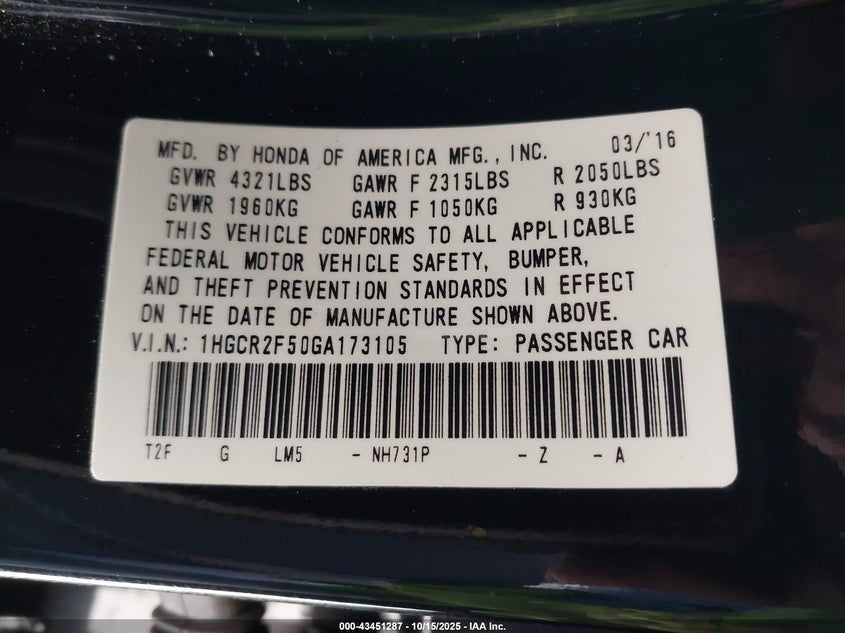 MFD. BY HONDA OF AMERICA MFG., INC. 03/'16
GVWR 4321LBS GAWR F 2315LBS R 2050LBS
GVWR 1960KG GAWR F 1050KG R 930KG
THIS VEHICLE CONFORMS TO ALL APPLICABLE
FEDERAL MOTOR VEHICLE SAFETY, BUMPER,
AND THEFT PREVENTION STANDARDS IN EFFECT
ON THE DATE OF MANUFACTURE SHOWN ABOVE.
V.I.N.: 1HGCR2F50GA173105 TYPE: PASSENGER CAR
T2F G LM5 - NH731P - Z - A
000-43451287 - 10/15/2025 - IAA Inc.